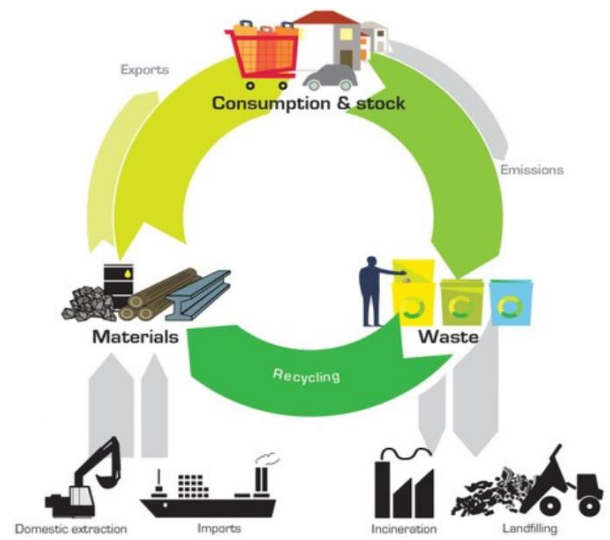 Exports
Consumption & stock
Emissions
Materials
Waste
Recycling
Domestic extraction
Imports
Incineration
Landfilling